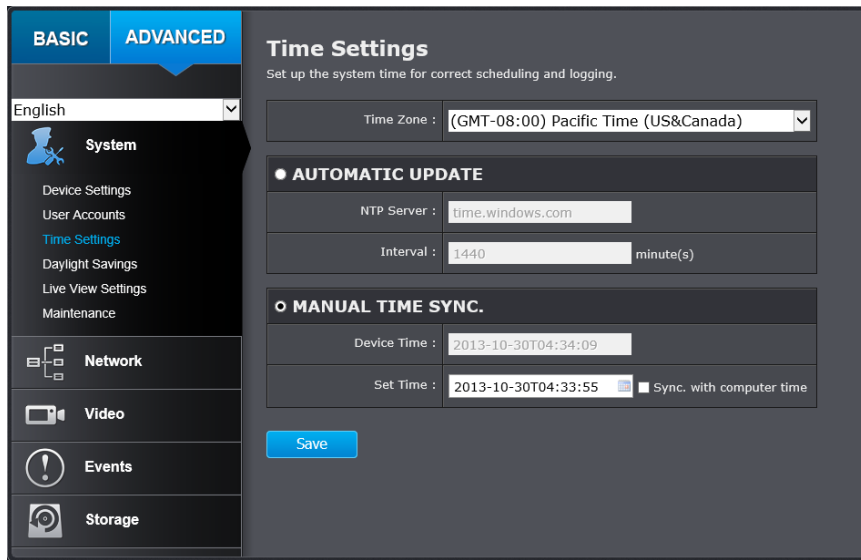 BASIC
ADVANCED
English
System
Device Settings
User Accounts
Time Settings
Daylight Savings
Live View Settings
Maintenance
Network
Video
Events
Storage
Time Settings
Set up the system time for correct scheduling and logging.
Time Zone : (GMT-08:00) Pacific Time (US&Canada)
AUTOMATIC UPDATE
NTP Server : time.windows.com
Interval : 1440 minute(s)
MANUAL TIME SYNC.
Device Time : 2013-10-30T04:34:09
Set Time : 2013-10-30T04:33:55 Sync. with computer time
Save